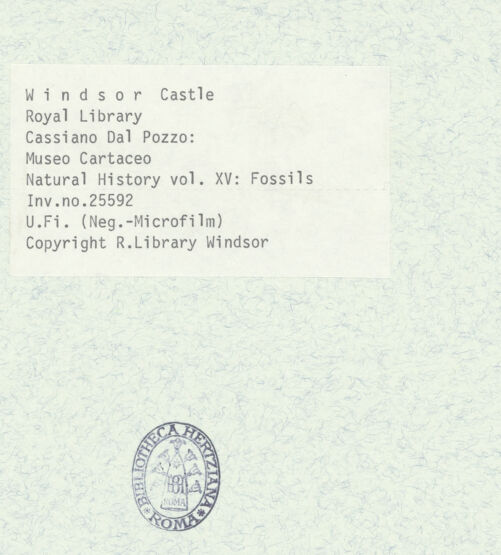 W i n d s o r  Castle
Royal Library
Cassiano Dal Pozzo:
Museo Cartaceo
Natural History vol. XV: Fossils
Inv.no.25592
U.Fi. (Neg.-Microfilm)
Copyright R.Library Windsor
BIBLIOTHECA HERTZIANA
ROMA
* ROMA *